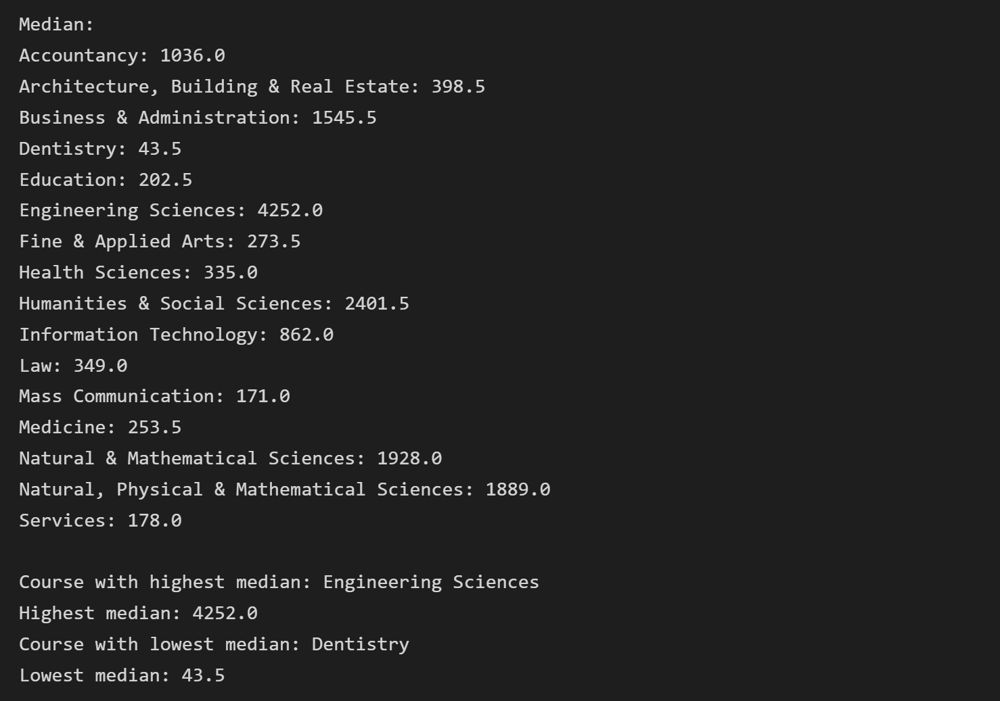 Median:
Accountancy: 1036.0
Architecture, Building & Real Estate: 398.5
Business & Administration: 1545.5
Dentistry: 43.5
Education: 202.5
Engineering Sciences: 4252.0
Fine & Applied Arts: 273.5
Health Sciences: 335.0
Humanities & Social Sciences: 2401.5
Information Technology: 862.0
Law: 349.0
Mass Communication: 171.0
Medicine: 253.5
Natural & Mathematical Sciences: 1928.0
Natural, Physical & Mathematical Sciences: 1889.0
Services: 178.0
Course with highest median: Engineering Sciences
Highest median: 4252.0
Course with lowest median: Dentistry
Lowest median: 43.5